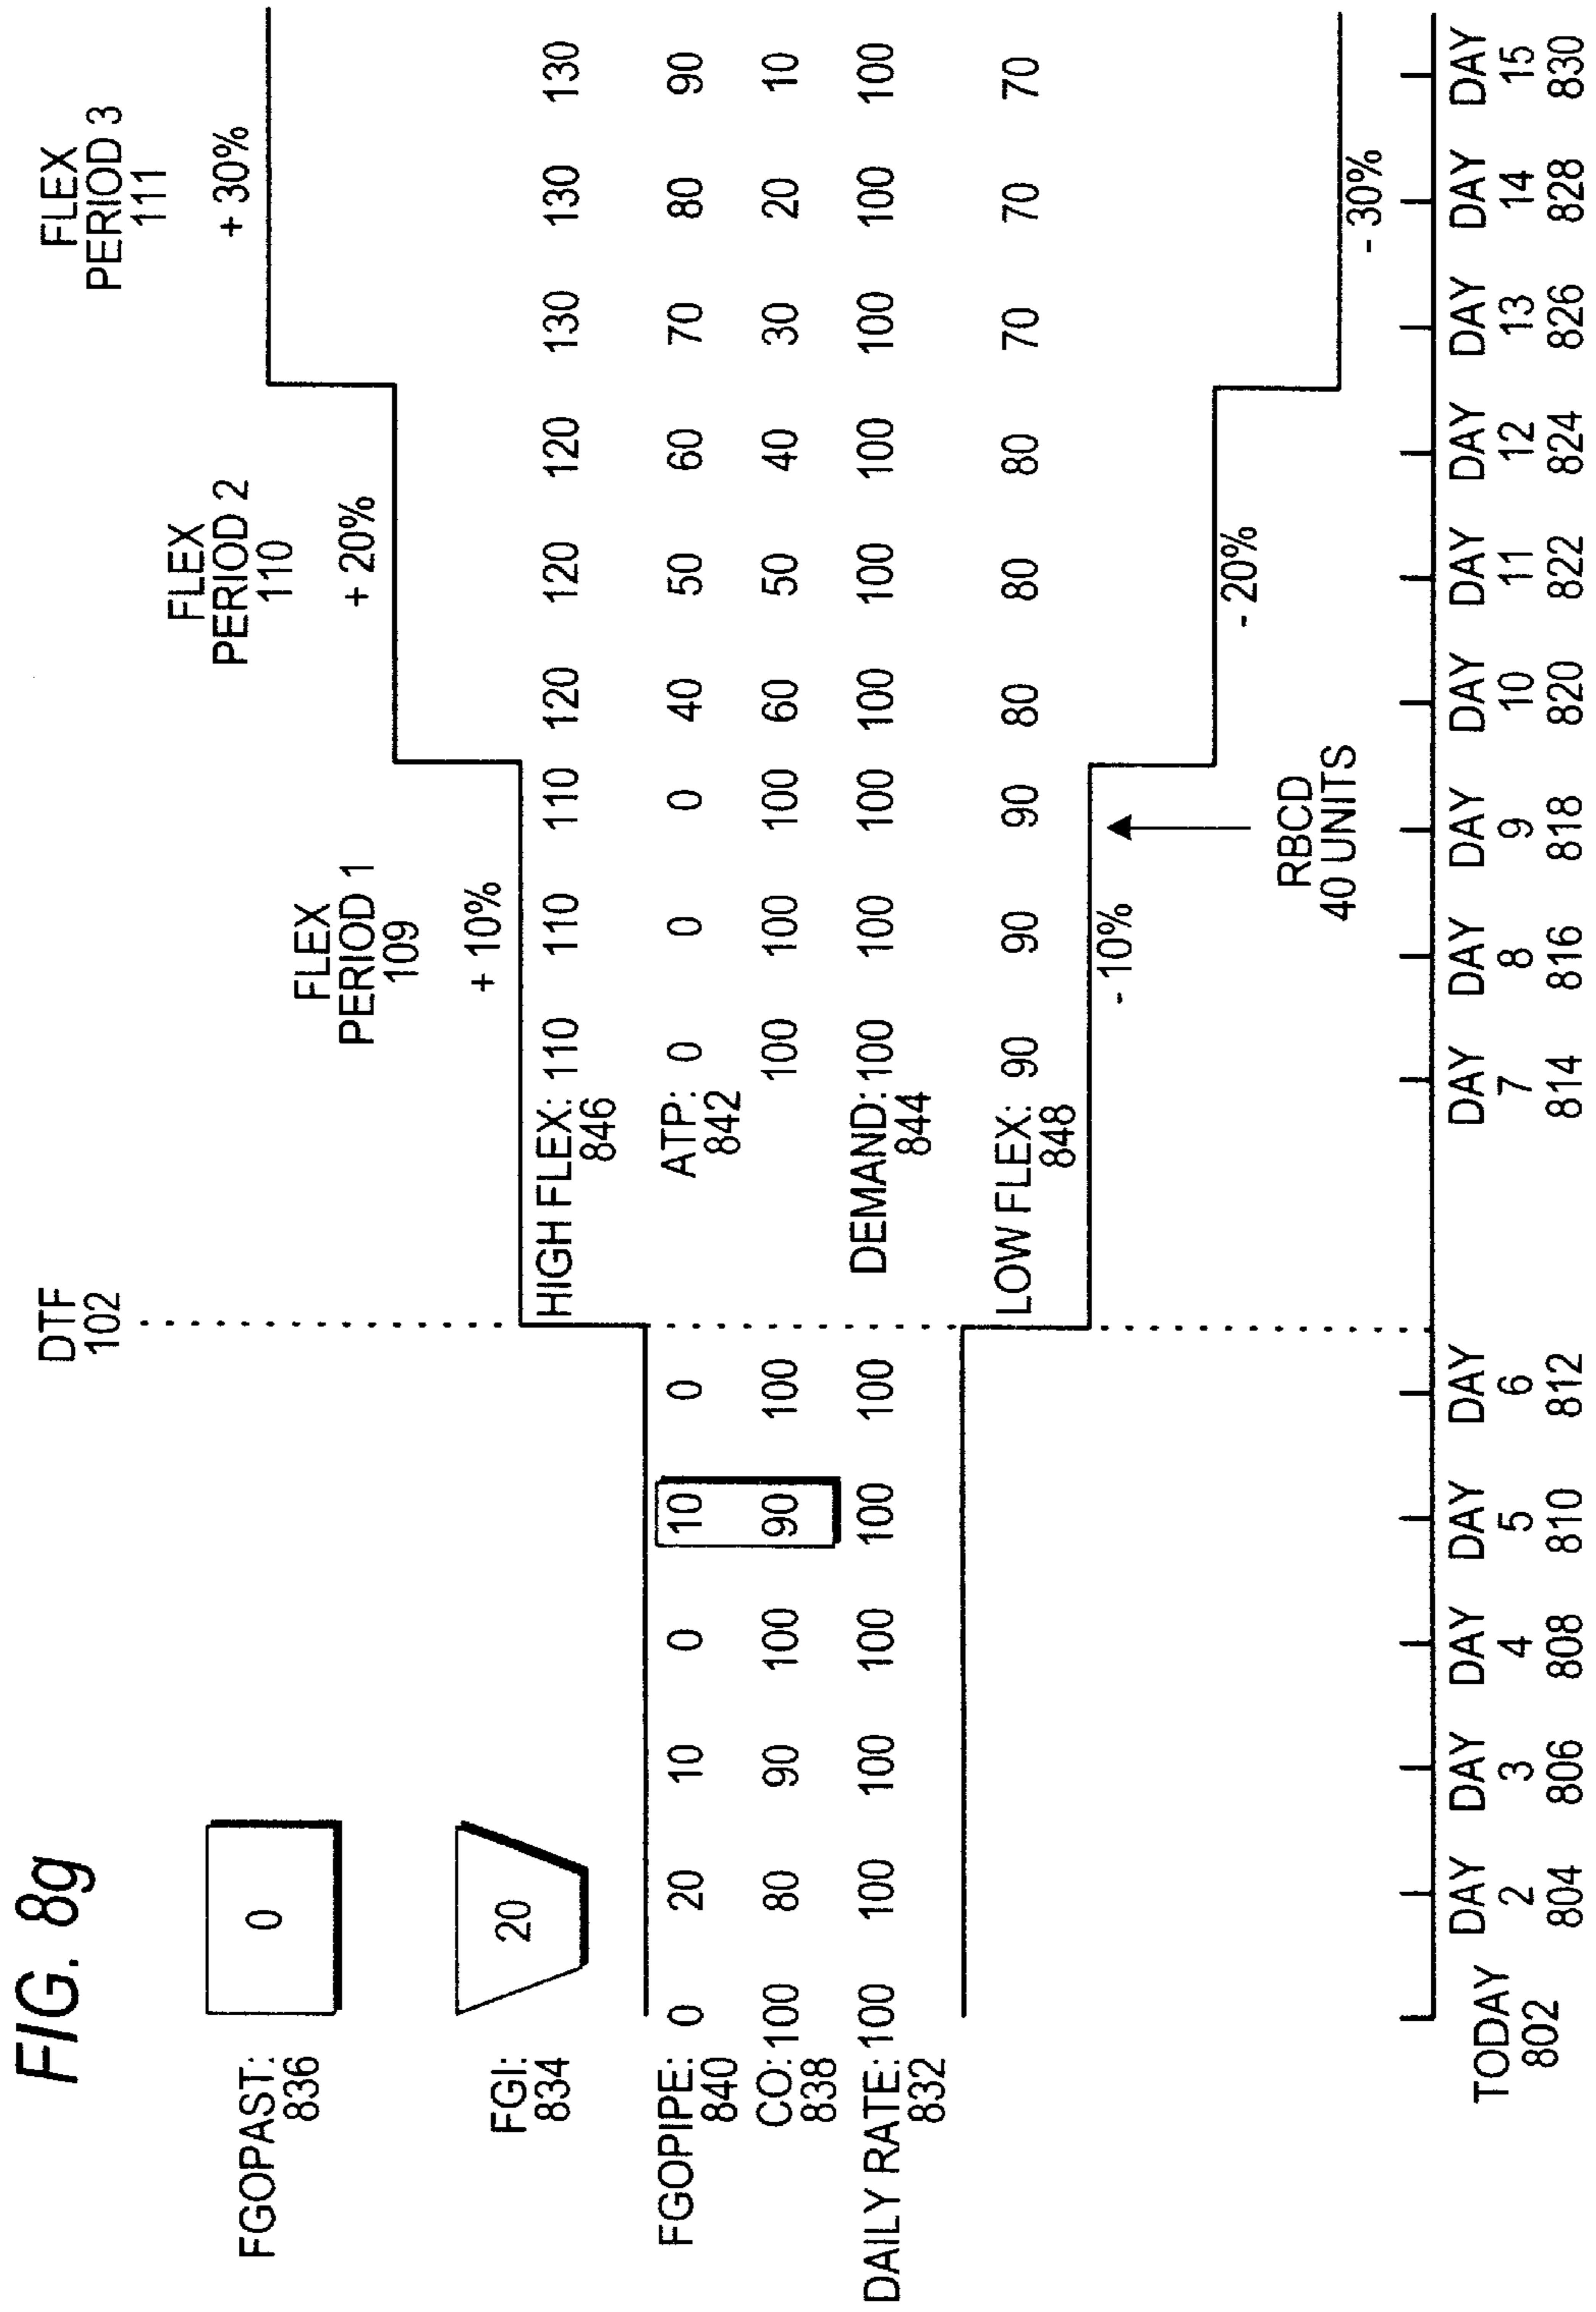 FIG. 8g
FLEX
PERIOD 3
111
+ 30%
FLEX
PERIOD 2
110
+ 20%
FLEX
PERIOD 1
109
+ 10%
DTF
102
FGOPAST:
836
0
FGI:
834
20
HIGH FLEX: 110 110 110 120 120 120 130 130 130
846
FGOPIPE: 0 20 10 0 10 0
840
ATP: 0 0 0 40 50 60 70 80 90
842
CO: 100 80 90 100 90 100 100 100 100 60 50 40 30 20 10
838
DAILY RATE: 100 100 100 100 100 100
832
DEMAND: 100 100 100 100 100 100 100 100 100
844
LOW FLEX: 90 90 90 80 80 80 70 70 70
848
- 10%
- 20%
- 30%
RBCD
40 UNITS
TODAY DAY DAY DAY DAY DAY DAY DAY DAY DAY DAY DAY DAY DAY DAY
2 3 4 5 6 7 8 9 10 11 12 13 14 15
802 804 806 808 810 812 814 816 818 820 822 824 826 828 830